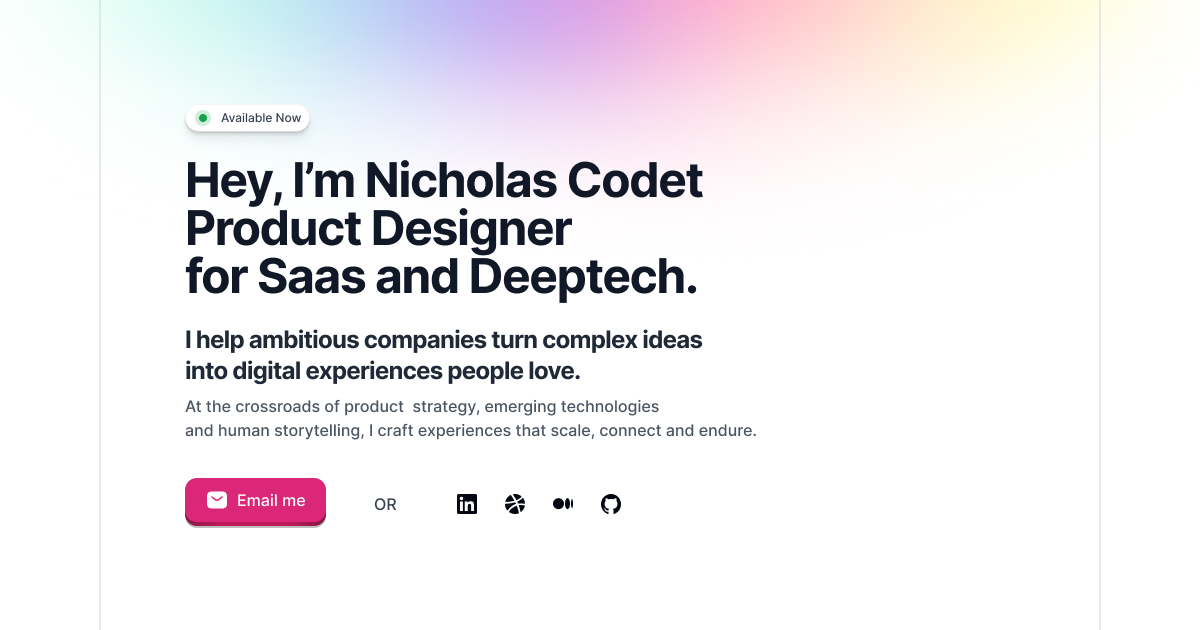 Available Now
Hey, I’m Nicholas Codet
Product Designer
for Saas and Deeptech.
I help ambitious companies turn complex ideas
into digital experiences people love.
At the crossroads of product  strategy, emerging technologies
and human storytelling, I craft experiences that scale, connect and endure.
Email me
OR
in